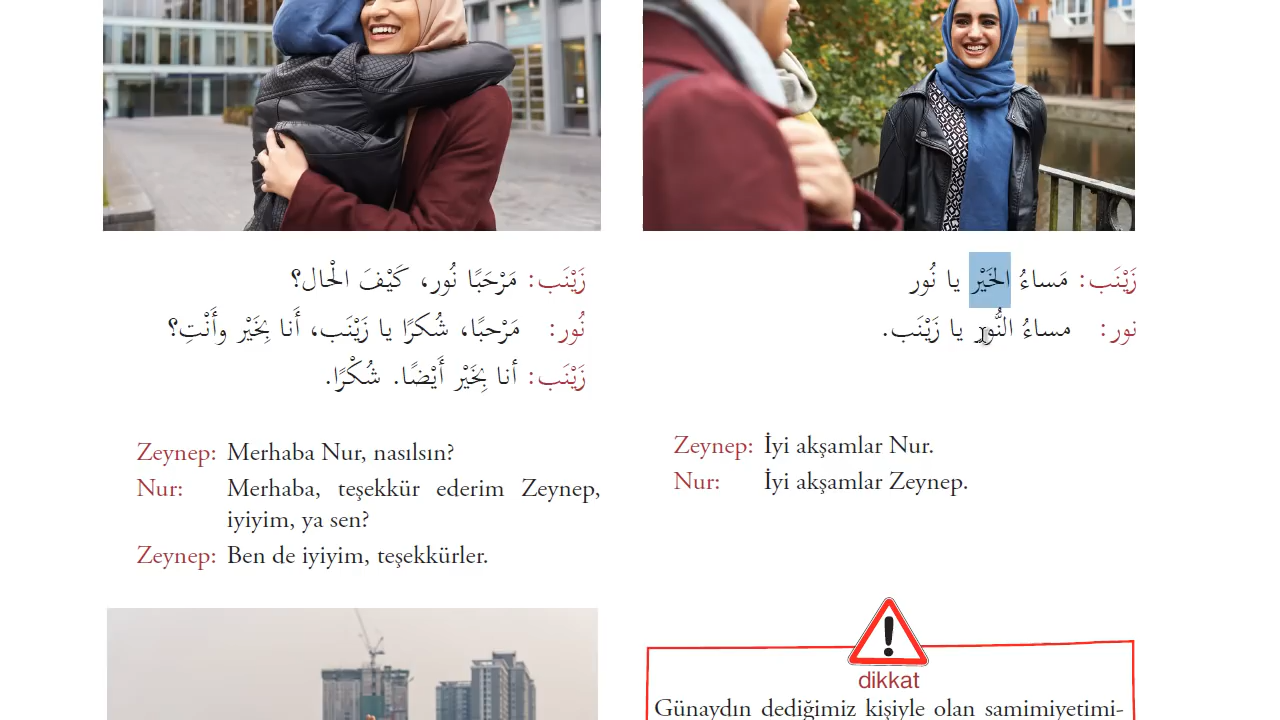 زَيْنَب: مَرْحَبًا نُور، كَيْفَ الْحال؟
نُور: مَرْحبًا، شُكرًا يا زَيْنَب، أَنا بِخَيْر وأَنْتِ؟
زَيْنَب: أنا بِخَيْر أَيْضًا. شُكْرًا.
Zeynep: Merhaba Nur, nasılsın?
Nur: Merhaba, teşekkür ederim Zeynep,
iyiyim, ya sen?
Zeynep: Ben de iyiyim, teşekkürler.
زَيْنَب: مَساءُ الخَيْر يا نُور
نور: مساءُ النُّور يا زَيْنَب.
Zeynep: İyi akşamlar Nur.
Nur: İyi akşamlar Zeynep.
dikkat
Günaydın dediğimiz kişiyle olan samimiyetimi-